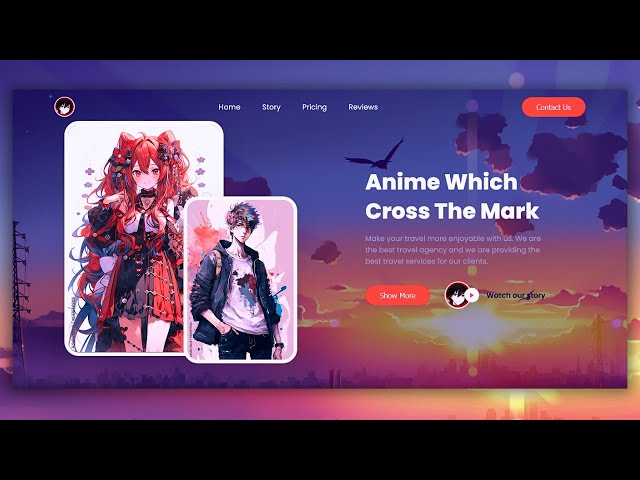 Home Story Pricing Reviews Contact Us
Anime Which
Cross The Mark
Make your travel more enjoyable with us. We are
the best travel agency and we are providing the
best travel services for our clients.
Show More Watch our story